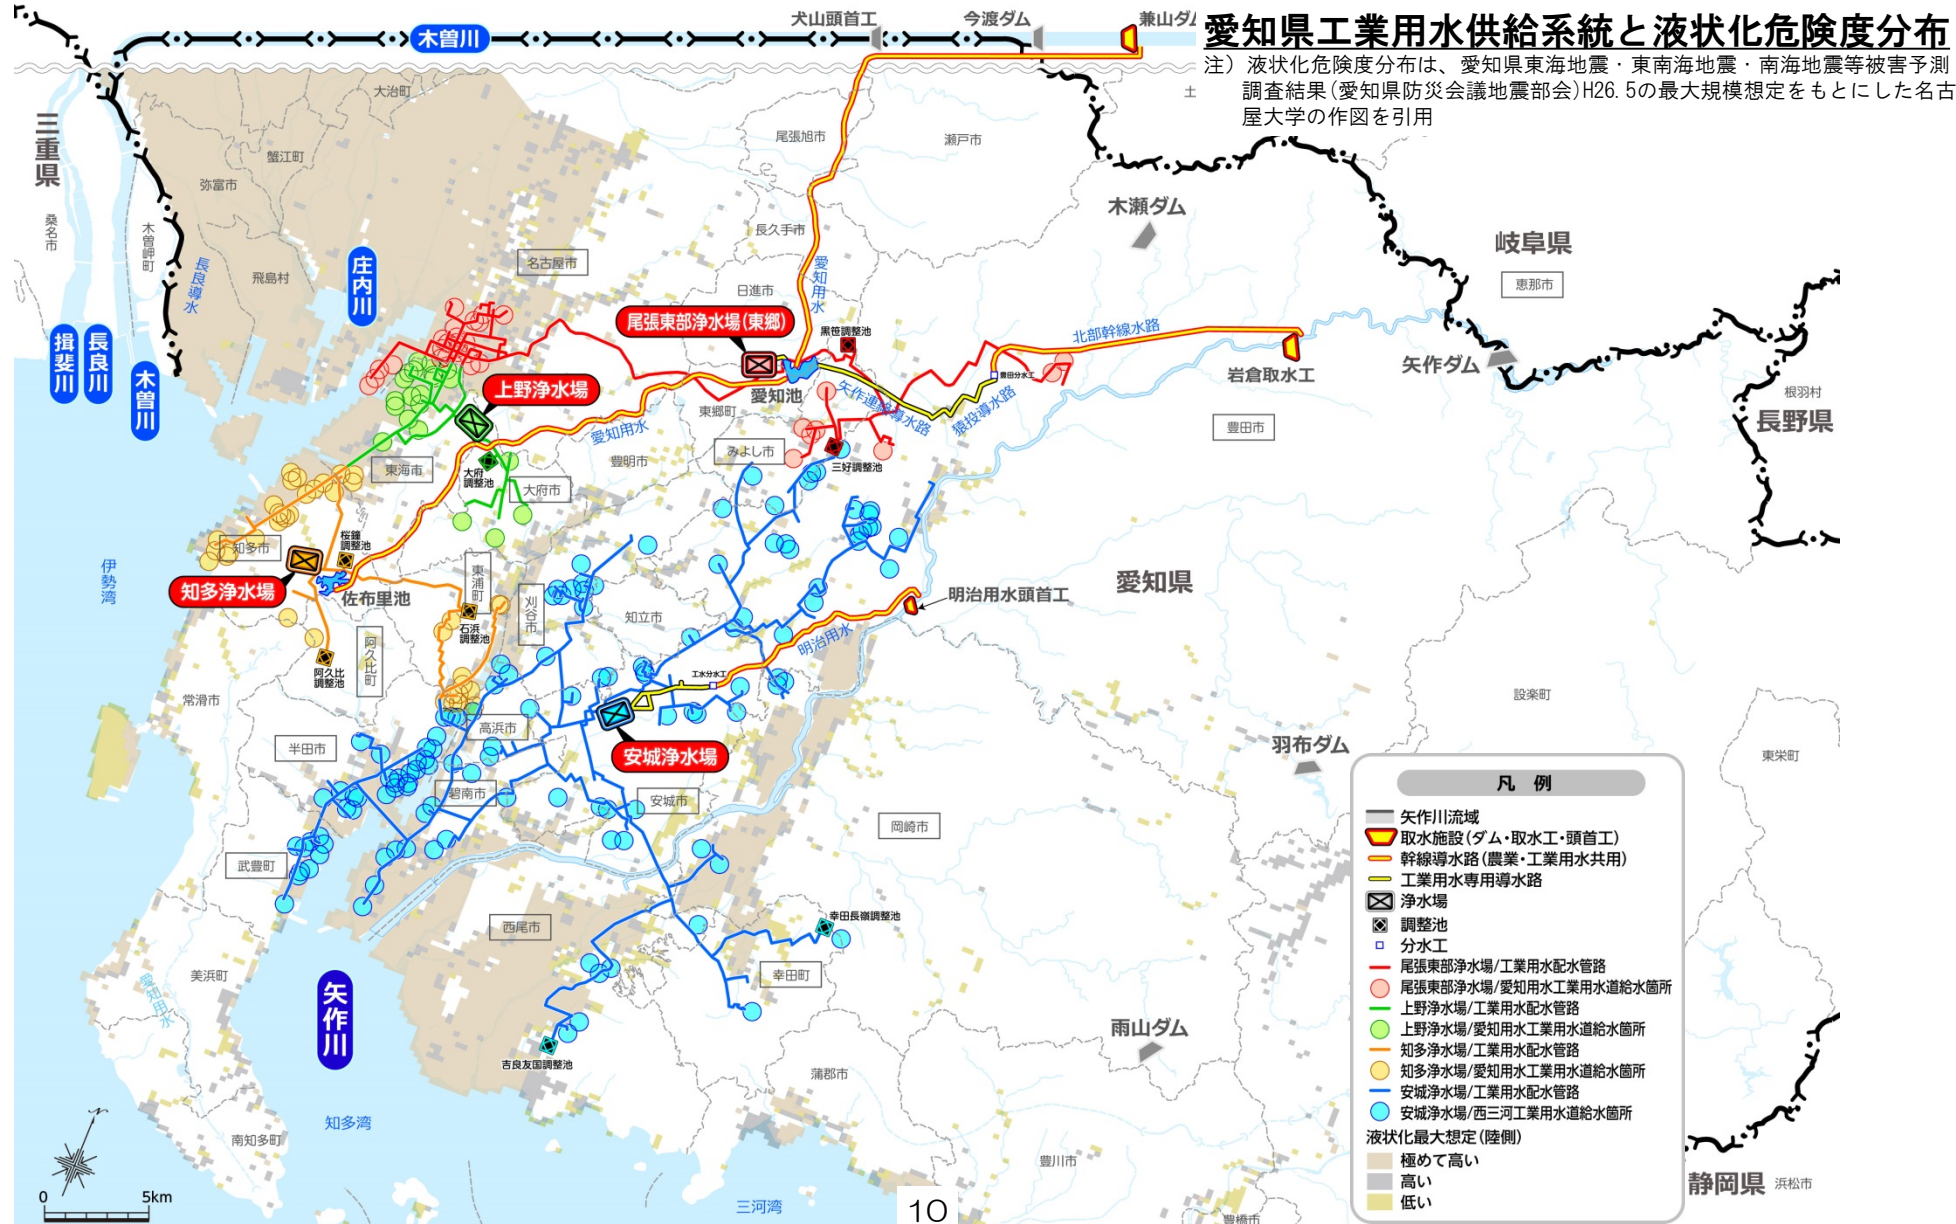 愛知県工業用水供給系統と液状化危険度分布
注）液状化危険度分布は、愛知県東海地震・東南海地震・南海地震等被害予測
調査結果(愛知県防災会議地震部会)H26.5の最大規模想定をもとにした名古
屋大学の作図を引用
木曽川
犬山頭首工
今渡ダム
兼山ダム
大治町
土
三重県
蟹江町
弥富市
尾張旭市
瀬戸市
桑名市
木曽岬町
長良導水
飛島村
庄内川
名古屋市
長久手市
愛知用水
日進市
木瀬ダム
岐阜県
恵那市
揖斐川
長良川
木曽川
尾張東部浄水場(東郷)
黒笹調整池
北部幹線水路
岩倉取水工
矢作ダム
根羽村
長野県
上野浄水場
愛知池
豊田分水工
矢作連絡導水路
猿投導水路
東郷町
愛知用水
豊明市
みよし市
三好調整池
豊田市
東海市
大府
調整池
大府市
知多市
桜鐘
調整池
伊勢湾
知多浄水場
佐布里池
東浦町
石浜
調整池
刈谷市
知立市
明治用水
明治用水頭首工
愛知県
阿久比
調整池
阿久比町
工水分水工
常滑市
設楽町
半田市
高浜市
安城浄水場
羽布ダム
東栄町
碧南市
安城市
岡崎市
武豊町
西尾市
幸田長嶺調整池
幸田町
美浜町
愛知用水
矢作川
吉良友国調整池
雨山ダム
蒲郡市
知多湾
南知多町
豊川市
三河湾
豊橋市
静岡県
浜松市
N
0
5km
10
凡 例
矢作川流域
取水施設(ダム・取水工・頭首工)
幹線導水路(農業・工業用水共用)
工業用水専用導水路
浄水場
調整池
分水工
尾張東部浄水場/工業用水配水管路
尾張東部浄水場/愛知用水工業用水道給水箇所
上野浄水場/工業用水配水管路
上野浄水場/愛知用水工業用水道給水箇所
知多浄水場/工業用水配水管路
知多浄水場/愛知用水工業用水道給水箇所
安城浄水場/工業用水配水管路
安城浄水場/西三河工業用水道給水箇所
液状化最大想定(陸側)
極めて高い
高い
低い